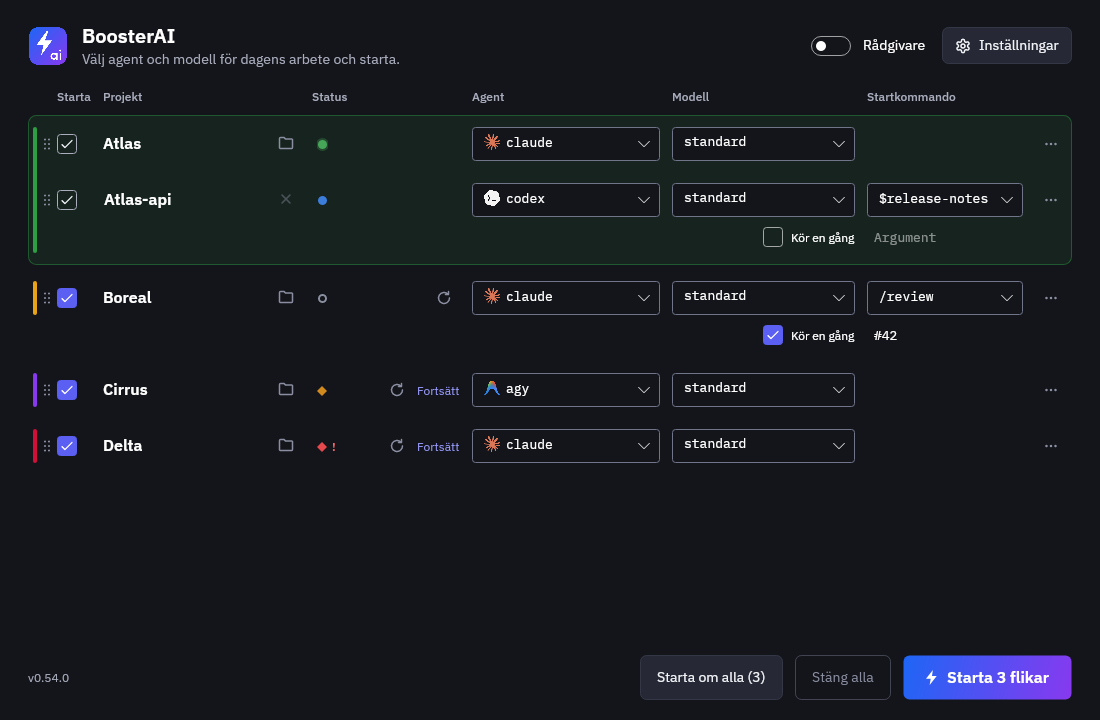 ai
BoosterAI
Välj agent och modell för dagens arbete och starta.
Rådgivare
Inställningar
Starta Projekt Status Agent Modell Startkommando
Atlas claude standard
Atlas-api codex standard $release-notes
Kör en gång Argument
Boreal claude standard /review
Kör en gång #42
Cirrus Fortsätt agy standard
Delta ! Fortsätt claude standard
v0.54.0
Starta om alla (3)
Stäng alla
Starta 3 flikar